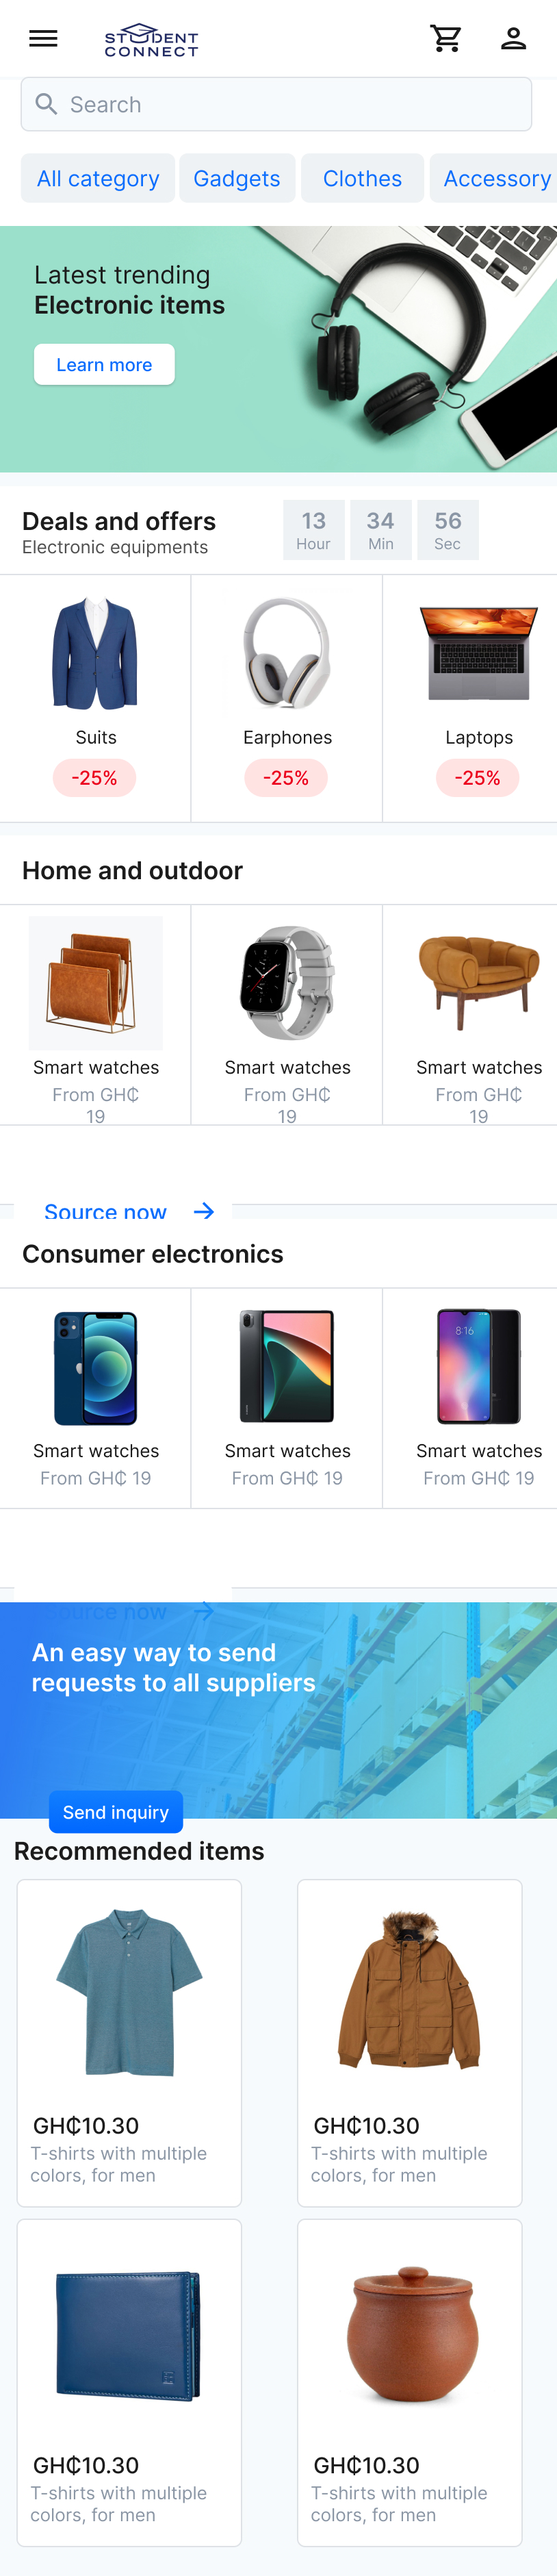 STUDENT
CONNECT
Search
All category
Gadgets
Clothes
Accessory
Latest trending
Electronic items
Learn more
Deals and offers
Electronic equipments
13
Hour
34
Min
56
Sec
Suits
-25%
Earphones
-25%
Laptops
-25%
Home and outdoor
Smart watches
From GH₵
19
Smart watches
From GH₵
19
Smart watches
From GH₵
19
Source now
Consumer electronics
8:16
Smart watches
From GH₵ 19
Smart watches
From GH₵ 19
Smart watches
From GH₵ 19
Source now
An easy way to send
requests to all suppliers
Send inquiry
Recommended items
GH₵10.30
T-shirts with multiple
colors, for men
GH₵10.30
T-shirts with multiple
colors, for men
GH₵10.30
T-shirts with multiple
colors, for men
GH₵10.30
T-shirts with multiple
colors, for men